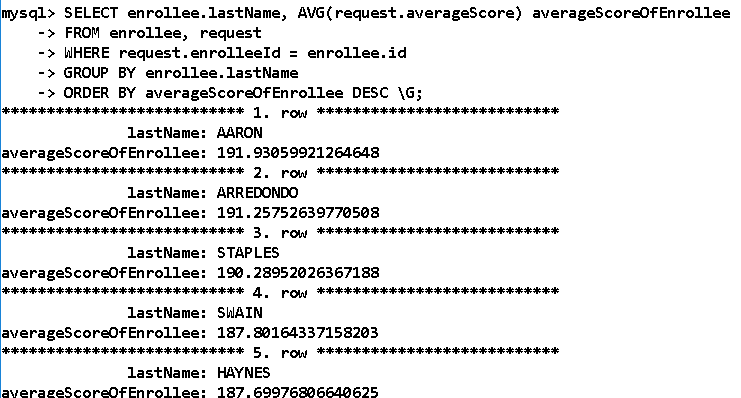 mysql> SELECT enrollee.lastName, AVG(request.averageScore) averageScoreOfEnrollee
    -> FROM enrollee, request
    -> WHERE request.enrolleeId = enrollee.id
    -> GROUP BY enrollee.lastName
    -> ORDER BY averageScoreOfEnrollee DESC \G;
*************************** 1. row ***************************
              lastName: AARON
averageScoreOfEnrollee: 191.93059921264648
*************************** 2. row ***************************
              lastName: ARREDONDO
averageScoreOfEnrollee: 191.25752639770508
*************************** 3. row ***************************
              lastName: STAPLES
averageScoreOfEnrollee: 190.28952026367188
*************************** 4. row ***************************
              lastName: SWAIN
averageScoreOfEnrollee: 187.80164337158203
*************************** 5. row ***************************
              lastName: HAYNES
averageScoreOfEnrollee: 187.69976806640625